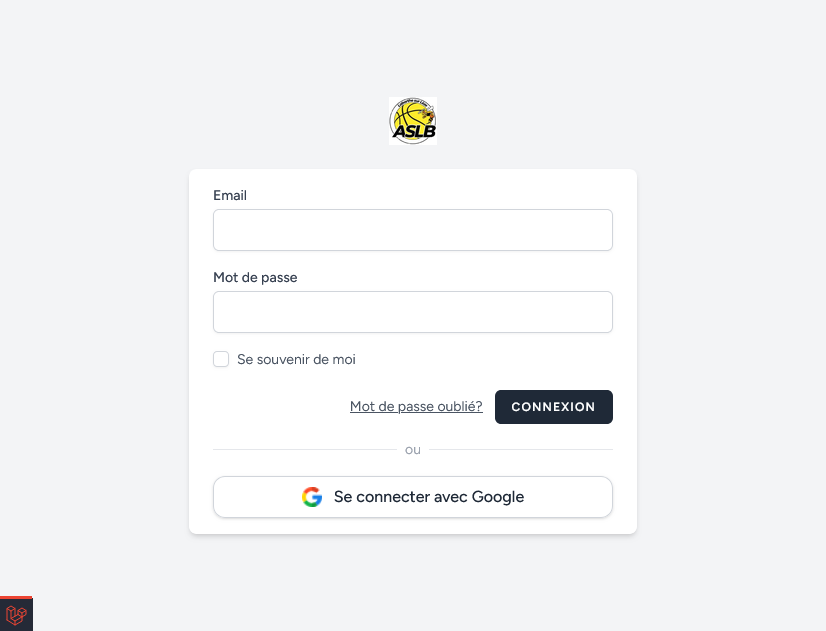 ASLB
Email
Mot de passe
Se souvenir de moi
Mot de passe oublié?
CONNEXION
ou
Se connecter avec Google